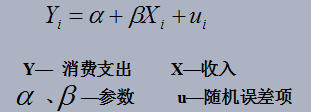 Yᵢ = α + βXᵢ + uᵢ
Y— 消费支出 X—收入
α 、β —参数 u—随机误差项